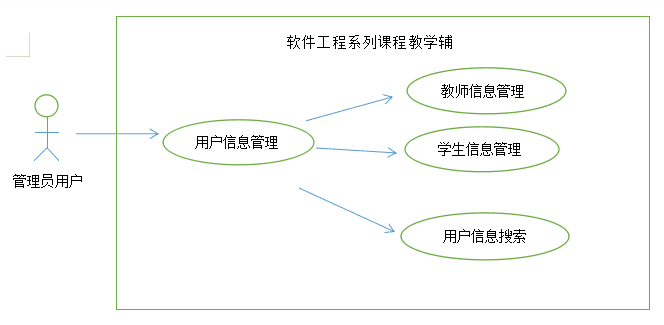 软件工程系列课程教学辅
教师信息管理
用户信息管理
学生信息管理
管理员用户
用户信息搜索